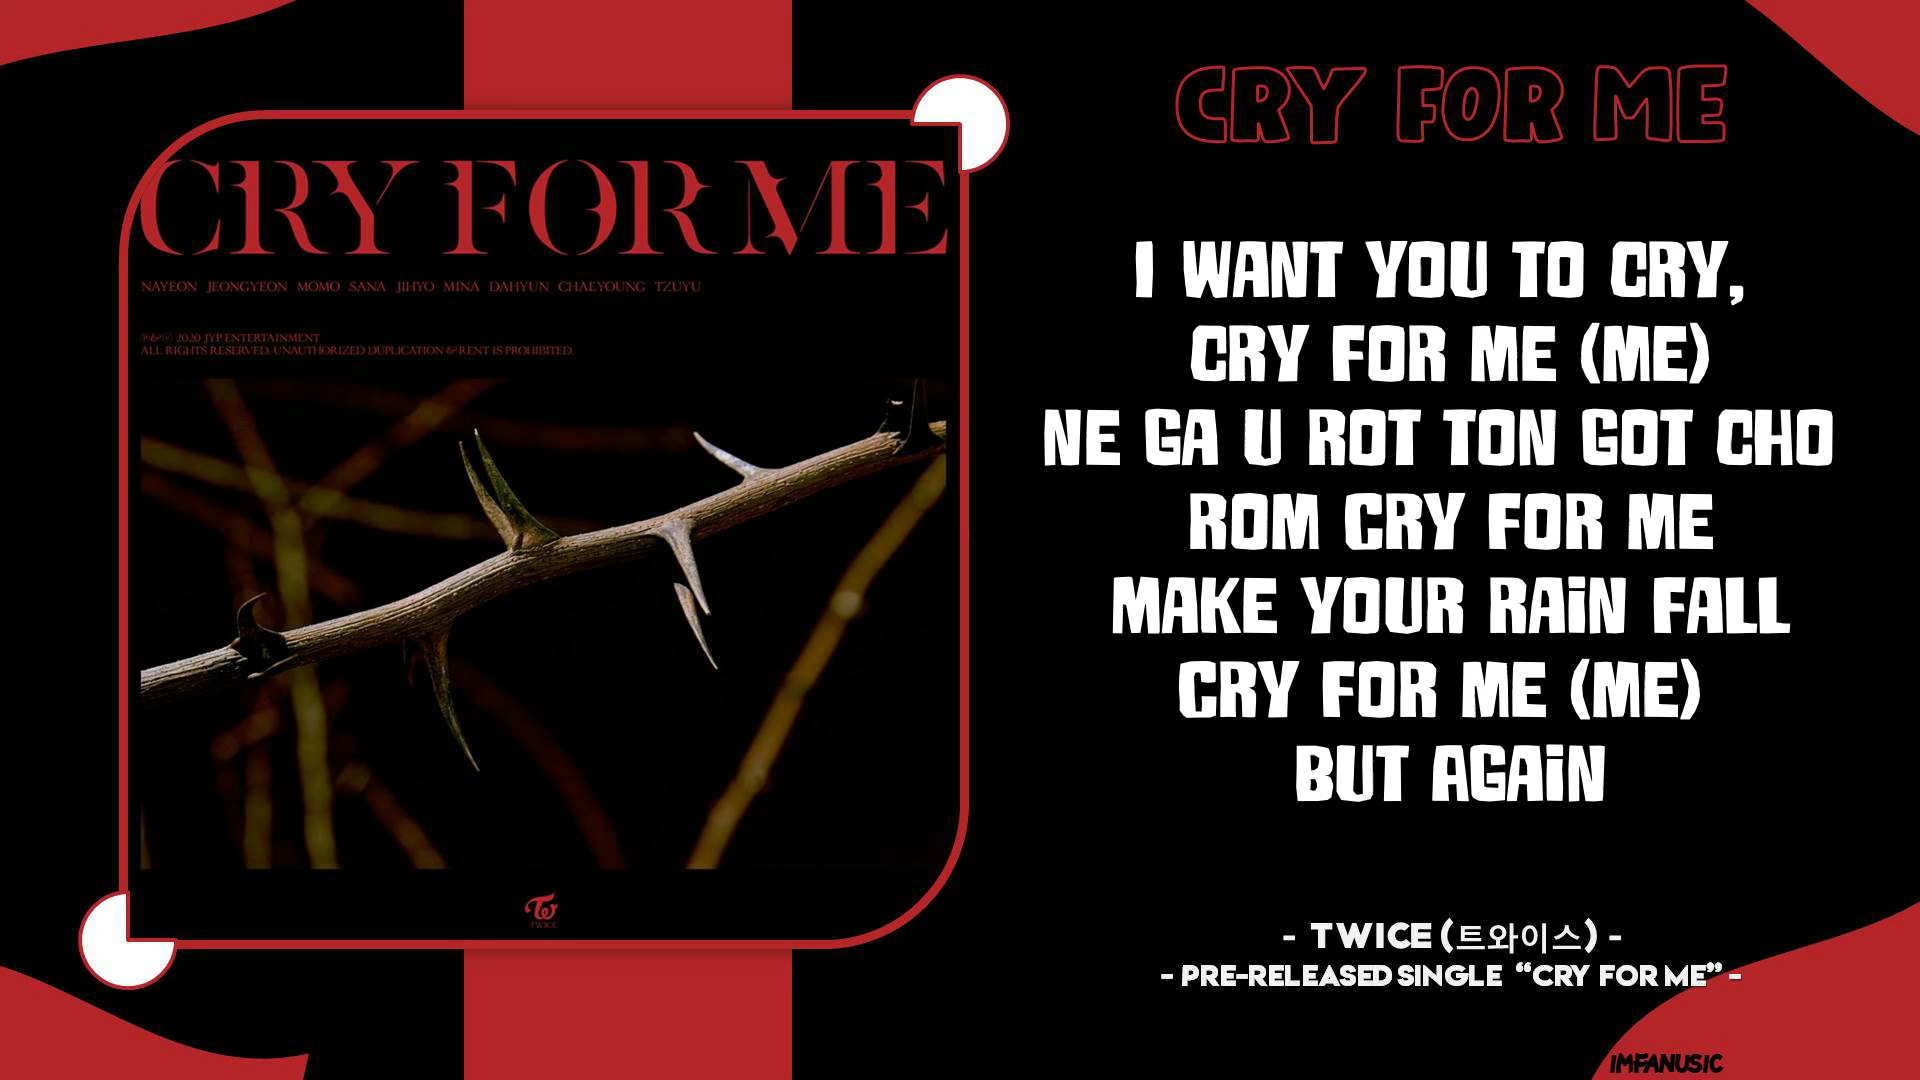 CRY FOR ME
NAYEON JEONGYEON MOMO SANA JIHYO MINA DAHYUN CHAEYOUNG TZUYU
℗&© 2020 JYP ENTERTAINMENT
ALL RIGHTS RESERVED. UNAUTHORIZED DUPLICATION & RENT IS PROHIBITED.
TWICE
CRY FOR ME
I WANT YOU TO CRY,
CRY FOR ME (ME)
NE GA U ROT TON GOT CHO
ROM CRY FOR ME
MAKE YOUR RAiN FALL
CRY FOR ME (ME)
BUT AGAiN
- TWICE (트와이스) -
- PRE-RELEASED SINGLE “CRY FOR ME” -
IMFANUSIC